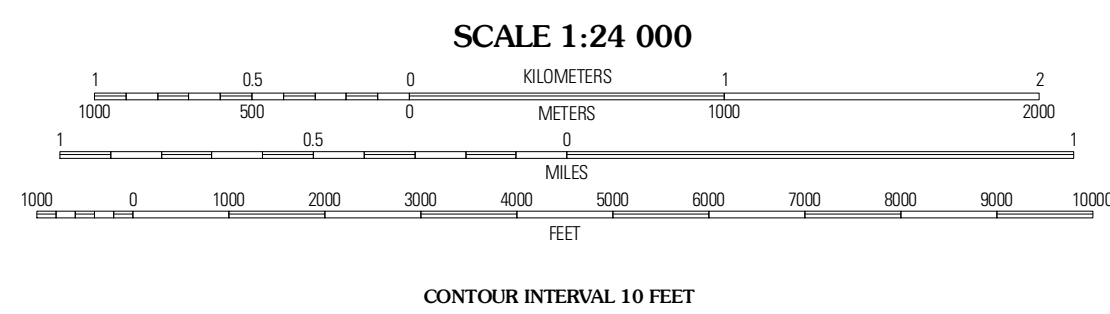 SCALE 1:24 000
1 0.5 0 KILOMETERS 1 2
1000 500 0 METERS 1000 2000
1 0.5 0 1
MILES
1000 0 1000 2000 3000 4000 5000 6000 7000 8000 9000 10000
FEET
CONTOUR INTERVAL 10 FEET